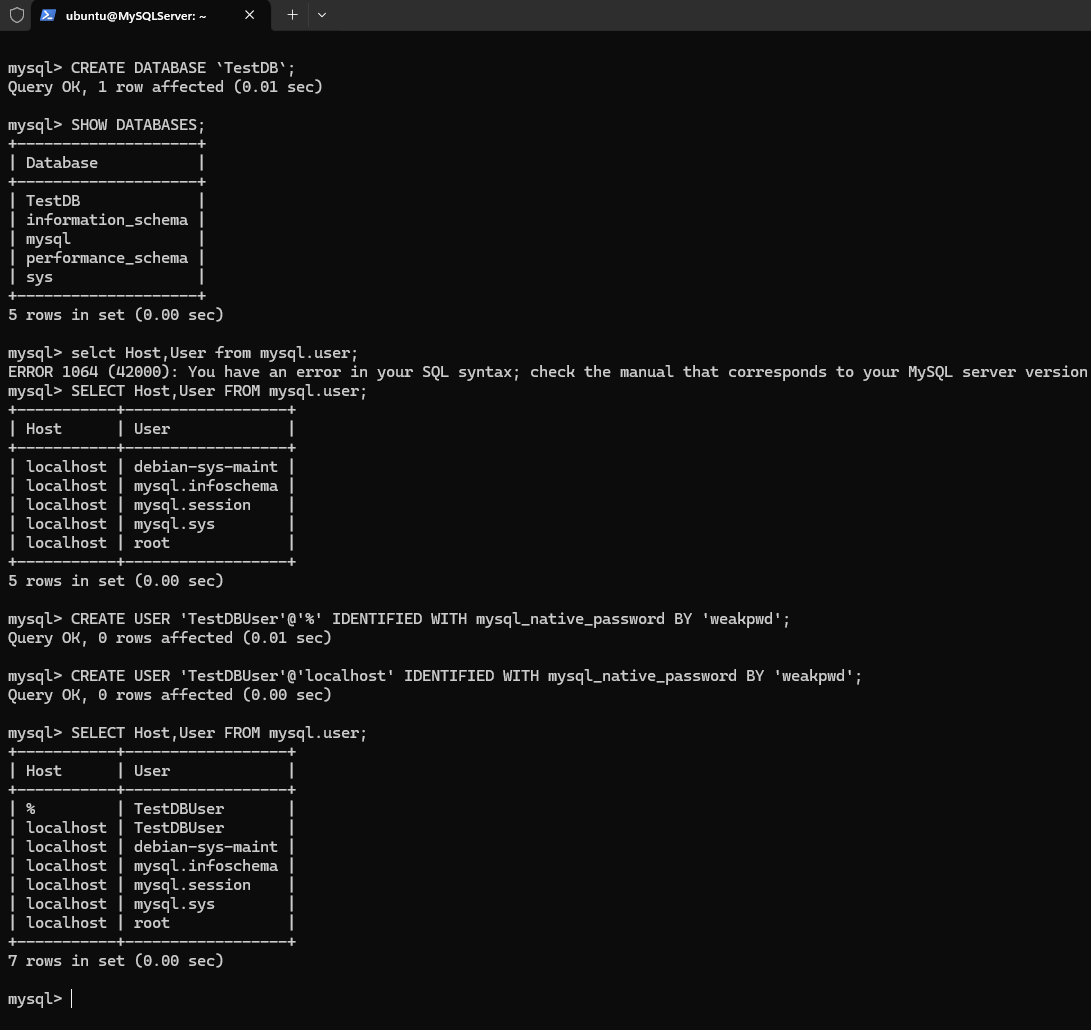 ubuntu@MySQLServer: ~
mysql> CREATE DATABASE `TestDB`;
Query OK, 1 row affected (0.01 sec)

mysql> SHOW DATABASES;
+--------------------+
| Database           |
+--------------------+
| TestDB             |
| information_schema |
| mysql              |
| performance_schema |
| sys                |
+--------------------+
5 rows in set (0.00 sec)

mysql> selct Host,User from mysql.user;
ERROR 1064 (42000): You have an error in your SQL syntax; check the manual that corresponds to your MySQL server version
mysql> SELECT Host,User FROM mysql.user;
+-----------+------------------+
| Host      | User             |
+-----------+------------------+
| localhost | debian-sys-maint |
| localhost | mysql.infoschema |
| localhost | mysql.session    |
| localhost | mysql.sys        |
| localhost | root             |
+-----------+------------------+
5 rows in set (0.00 sec)

mysql> CREATE USER 'TestDBUser'@'%' IDENTIFIED WITH mysql_native_password BY 'weakpwd';
Query OK, 0 rows affected (0.01 sec)

mysql> CREATE USER 'TestDBUser'@'localhost' IDENTIFIED WITH mysql_native_password BY 'weakpwd';
Query OK, 0 rows affected (0.00 sec)

mysql> SELECT Host,User FROM mysql.user;
+-----------+------------------+
| Host      | User             |
+-----------+------------------+
| %         | TestDBUser       |
| localhost | TestDBUser       |
| localhost | debian-sys-maint |
| localhost | mysql.infoschema |
| localhost | mysql.session    |
| localhost | mysql.sys        |
| localhost | root             |
+-----------+------------------+
7 rows in set (0.00 sec)

mysql>